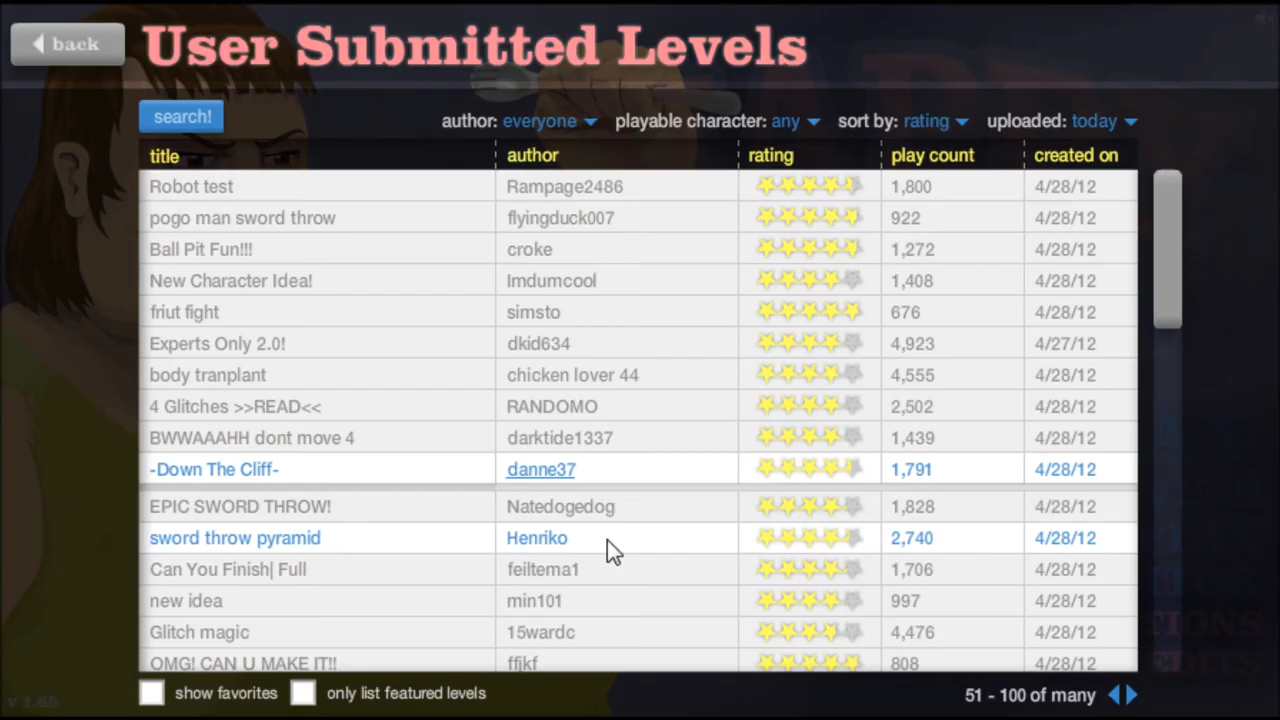 back
User Submitted Levels
search!
author: everyone playable character: any sort by: rating uploaded: today
title author rating play count created on
Robot test Rampage2486 1,800 4/28/12
pogo man sword throw flyingduck007 922 4/28/12
Ball Pit Fun!!! croke 1,272 4/28/12
New Character Idea! Imdumcool 1,408 4/28/12
friut fight simsto 676 4/28/12
Experts Only 2.0! dkid634 4,923 4/27/12
body tranplant chicken lover 44 4,555 4/28/12
4 Glitches >>READ<< RANDOMO 2,502 4/28/12
BWWAAAHH dont move 4 darktide1337 1,439 4/28/12
-Down The Cliff- danne37 1,791 4/28/12
EPIC SWORD THROW! Natedogedog 1,828 4/28/12
sword throw pyramid Henriko 2,740 4/28/12
Can You Finish| Full feiltema1 1,706 4/28/12
new idea min101 997 4/28/12
Glitch magic 15wardc 4,476 4/28/12
OMG! CAN U MAKE IT!! ffjkf 808 4/28/12
show favorites only list featured levels 51 - 100 of many
v 1.65